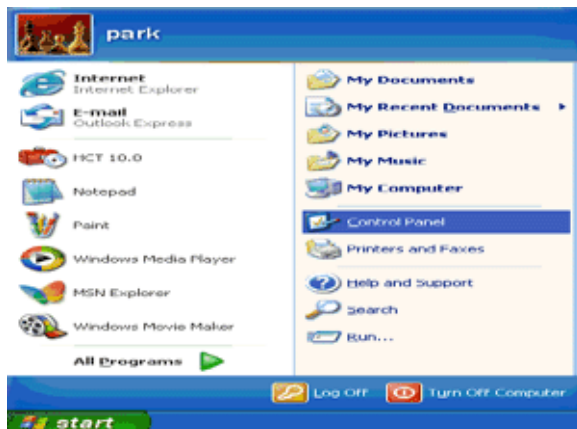 park
Internet
Internet Explorer
E-mail
Outlook Express
HCT 10.0
Notepad
Paint
Windows Media Player
MSN Explorer
Windows Movie Maker
All Programs
My Documents
My Recent Documents
My Pictures
My Music
My Computer
Control Panel
Printers and Faxes
Help and Support
Search
Run...
Log Off
Turn Off Computer
start